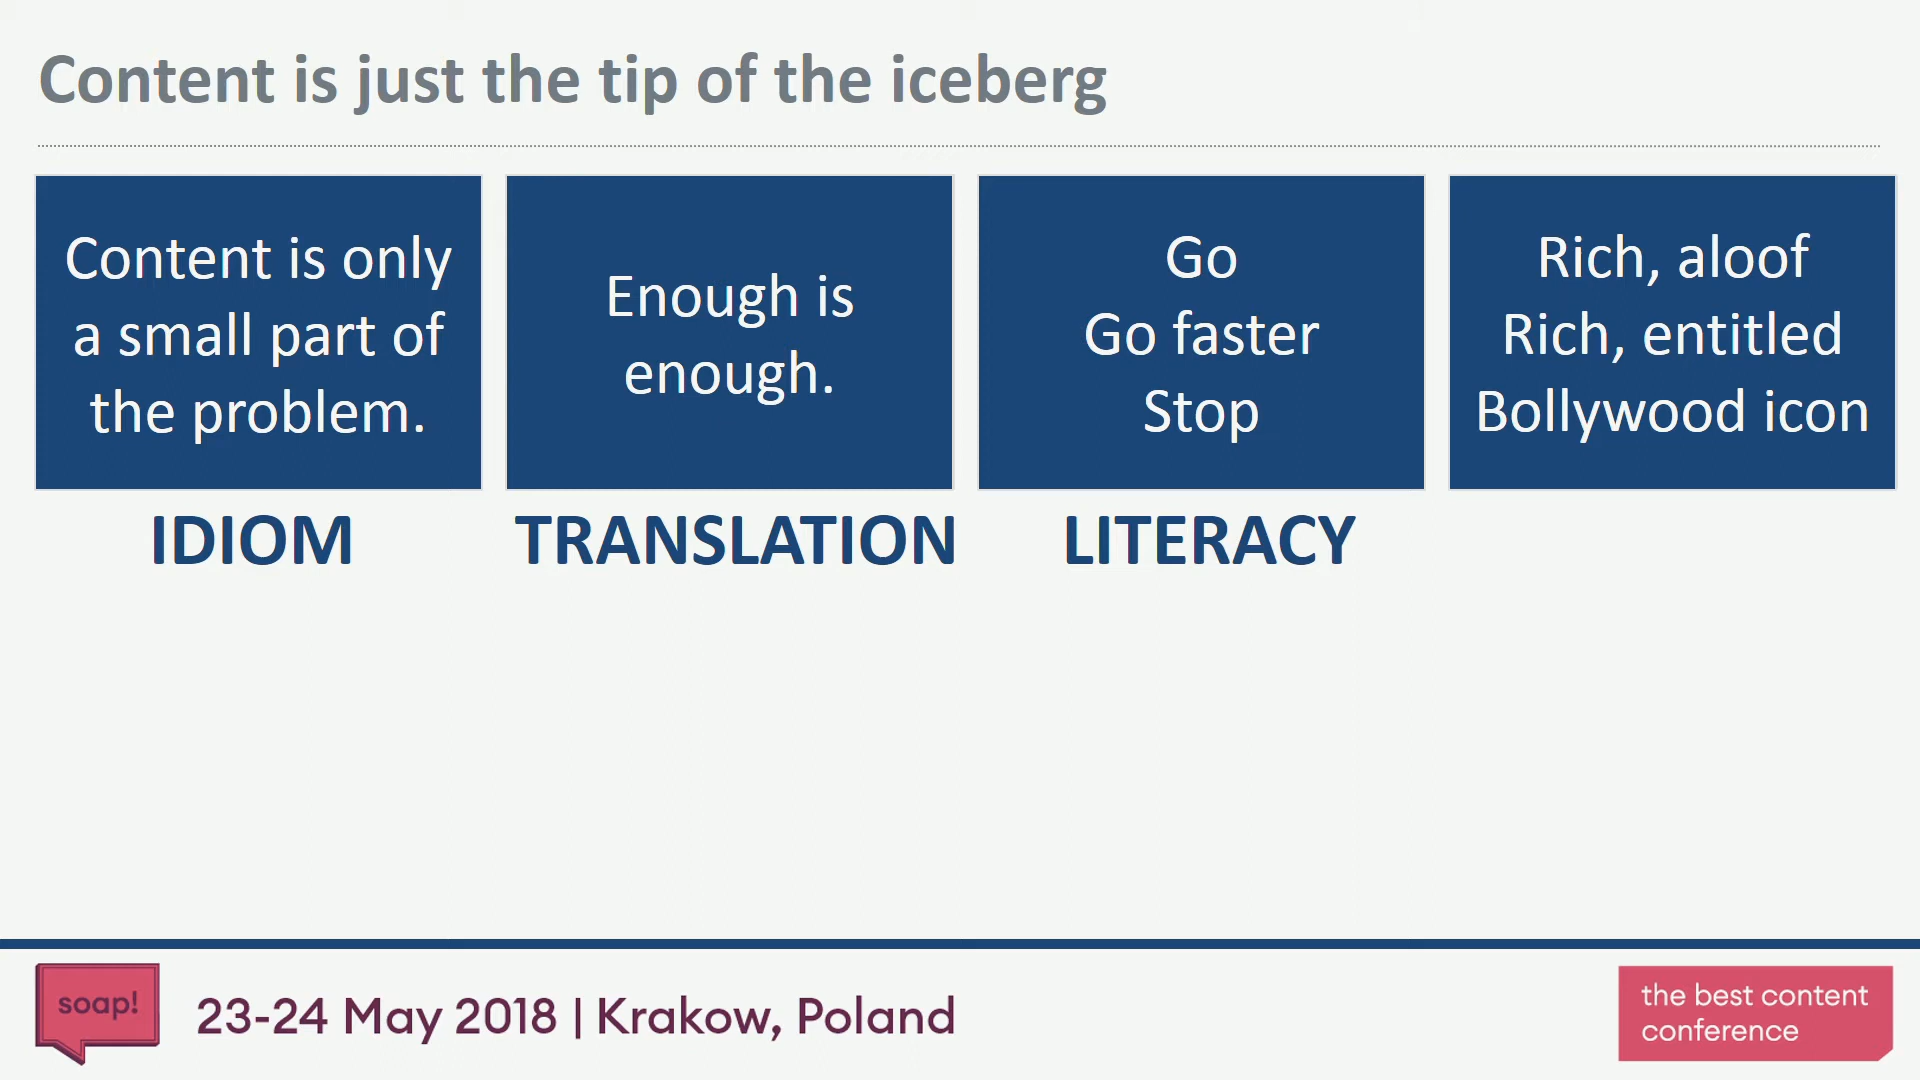 Content is just the tip of the iceberg
Content is only
a small part of
the problem.
Enough is
enough.
Go
Go faster
Stop
Rich, aloof
Rich, entitled
Bollywood icon
IDIOM
TRANSLATION
LITERACY
soap!
23-24 May 2018 | Krakow, Poland
the best content
conference